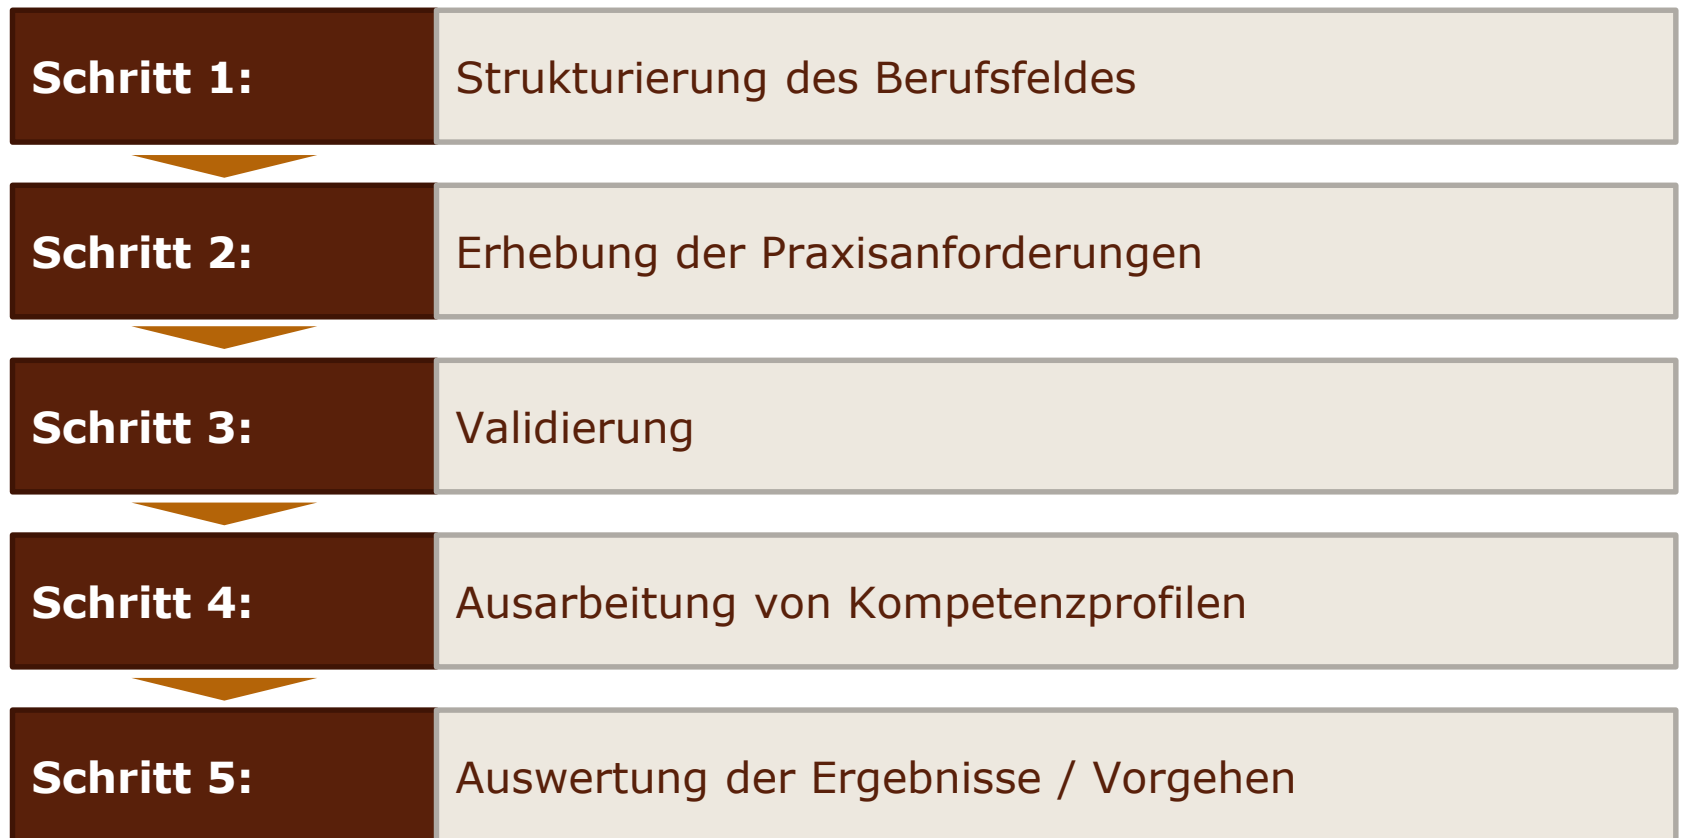 Schritt 1: Strukturierung des Berufsfeldes
Schritt 2: Erhebung der Praxisanforderungen
Schritt 3: Validierung
Schritt 4: Ausarbeitung von Kompetenzprofilen
Schritt 5: Auswertung der Ergebnisse / Vorgehen